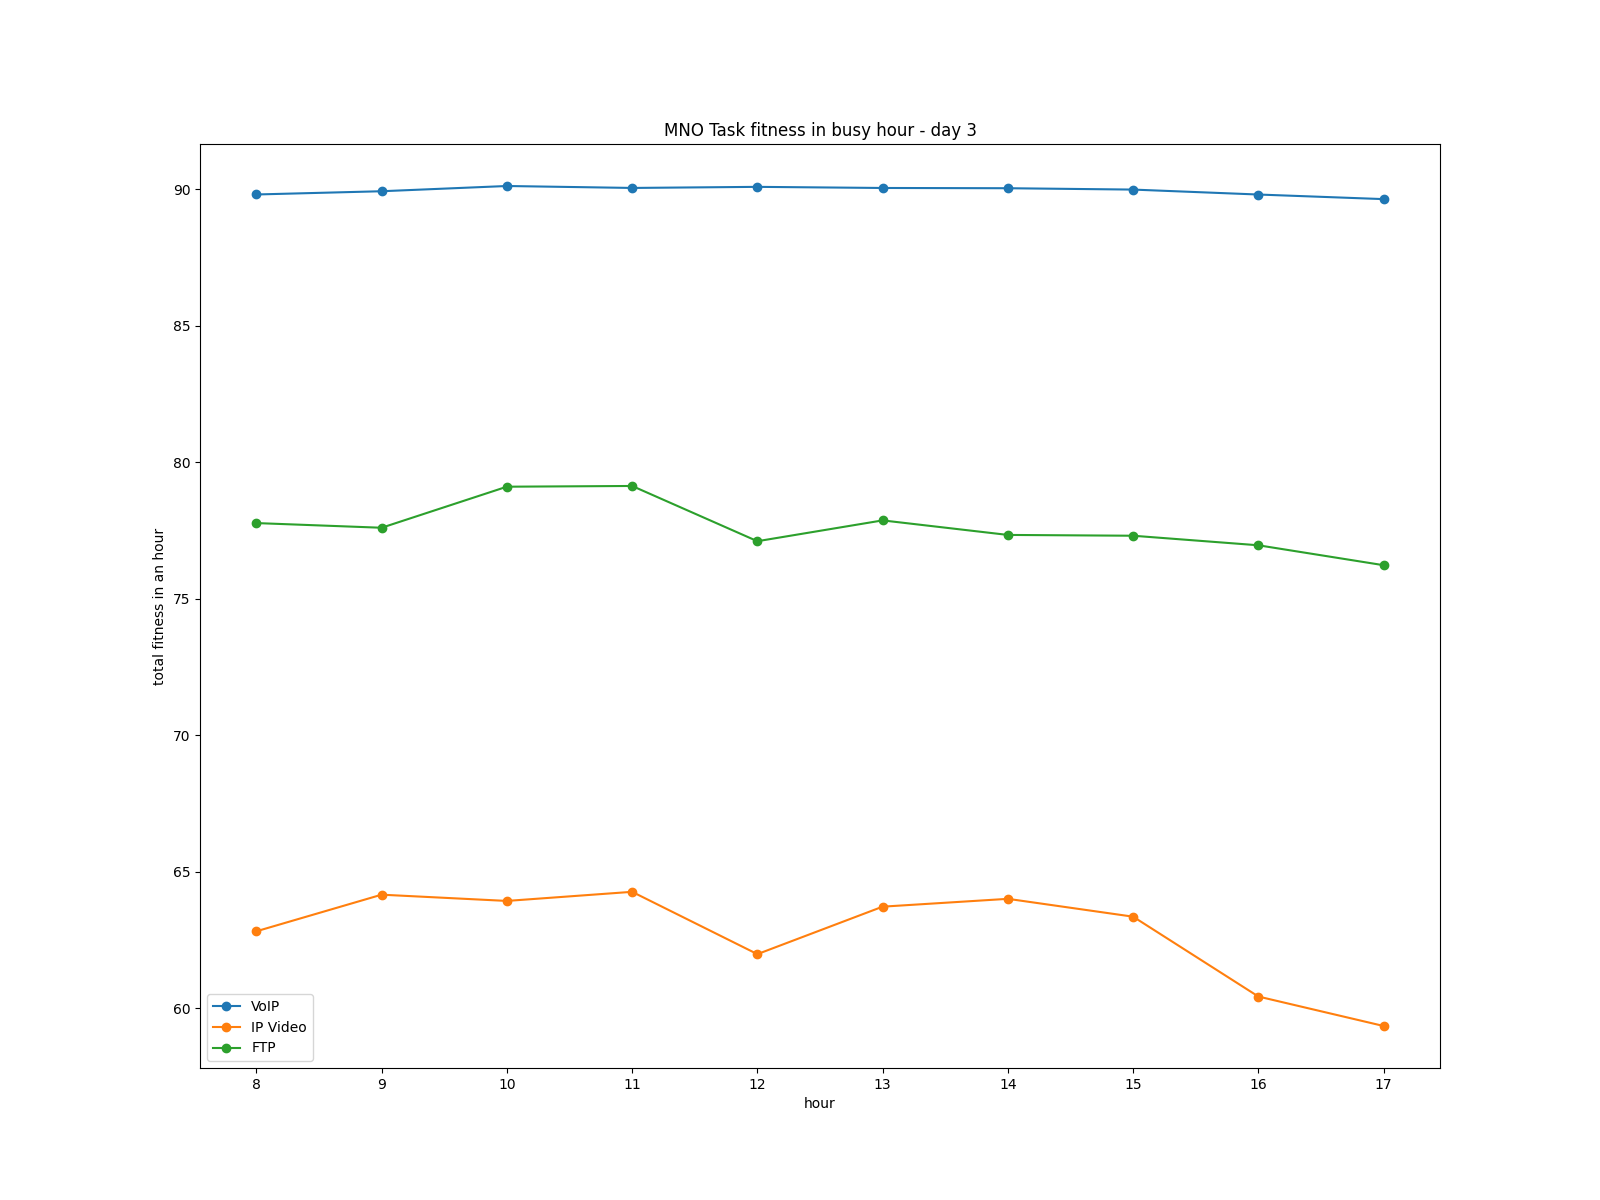 MNO Task fitness in busy hour - day 3
total fitness in an hour
90
85
80
75
70
65
60
VoIP
IP Video
FTP
8 9 10 11 12 13 14 15 16 17
hour